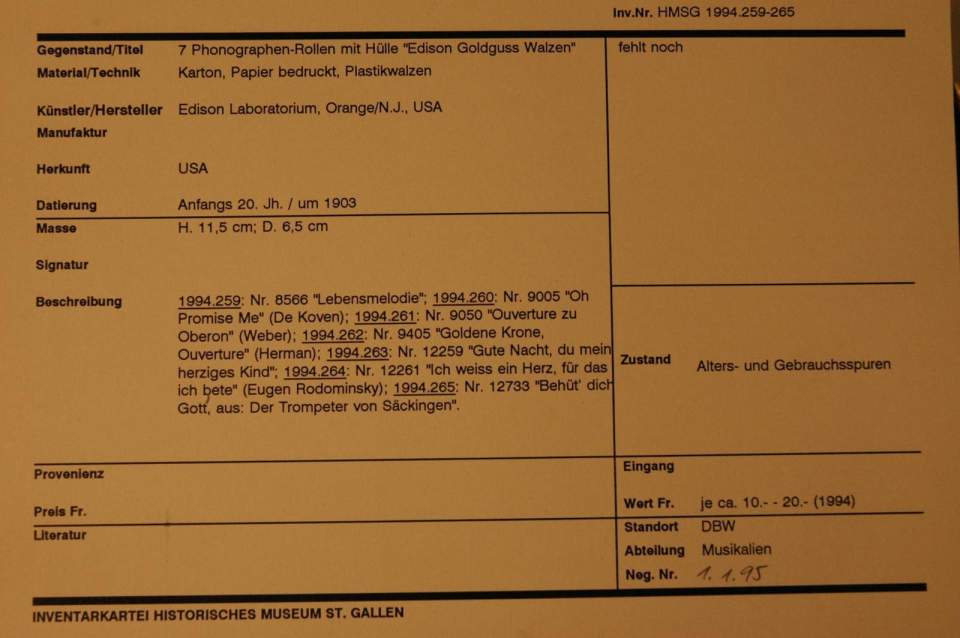 Inv.Nr. HMSG 1994.259-265
Gegenstand/Titel 7 Phonographen-Rollen mit Hülle "Edison Goldguss Walzen"
fehlt noch
Material/Technik Karton, Papier bedruckt, Plastikwalzen
Künstler/Hersteller Edison Laboratorium, Orange/N.J., USA
Manufaktur
Herkunft USA
Datierung Anfangs 20. Jh. / um 1903
Masse H. 11,5 cm; D. 6,5 cm
Signatur
Beschreibung 1994.259: Nr. 8566 "Lebensmelodie"; 1994.260: Nr. 9005 "Oh
Promise Me" (De Koven); 1994.261: Nr. 9050 "Ouverture zu
Oberon" (Weber); 1994.262: Nr. 9405 "Goldene Krone,
Ouverture" (Herman); 1994.263: Nr. 12259 "Gute Nacht, du mein
herziges Kind"; 1994.264: Nr. 12261 "Ich weiss ein Herz, für das
ich bete" (Eugen Rodominsky); 1994.265: Nr. 12733 "Behüt' dich
Gott, aus: Der Trompeter von Säckingen".
Zustand Alters- und Gebrauchsspuren
Provenienz
Preis Fr.
Literatur
Eingang
Wert Fr. je ca. 10.- - 20.- (1994)
Standort DBW
Abteilung Musikalien
Neg. Nr. 1. 1. 95
INVENTARKARTEI HISTORISCHES MUSEUM ST. GALLEN